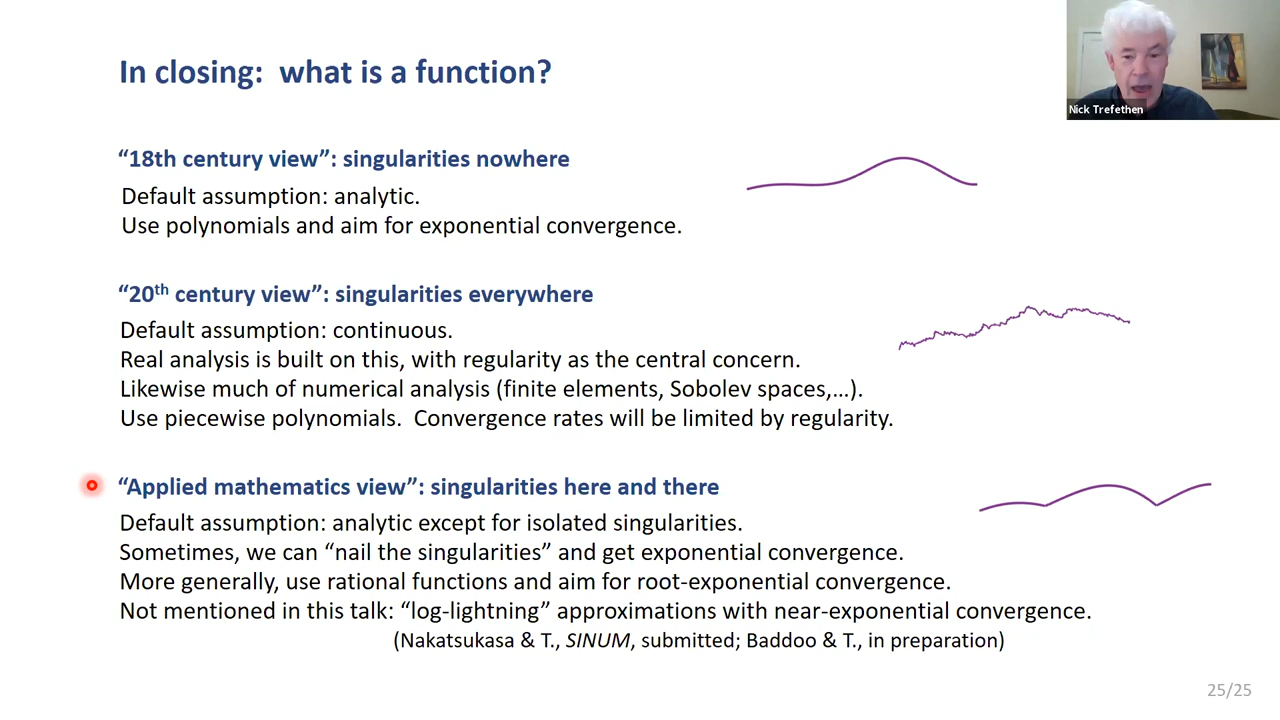 In closing:  what is a function?
Nick Trefethen
“18th century view”: singularities nowhere
Default assumption: analytic.
Use polynomials and aim for exponential convergence.
“20th century view”: singularities everywhere
Default assumption: continuous.
Real analysis is built on this, with regularity as the central concern.
Likewise much of numerical analysis (finite elements, Sobolev spaces,...).
Use piecewise polynomials.  Convergence rates will be limited by regularity.
“Applied mathematics view”: singularities here and there
Default assumption: analytic except for isolated singularities.
Sometimes, we can “nail the singularities” and get exponential convergence.
More generally, use rational functions and aim for root-exponential convergence.
Not mentioned in this talk: “log-lightning” approximations with near-exponential convergence.
(Nakatsukasa & T., SINUM, submitted; Baddoo & T., in preparation)
25/25